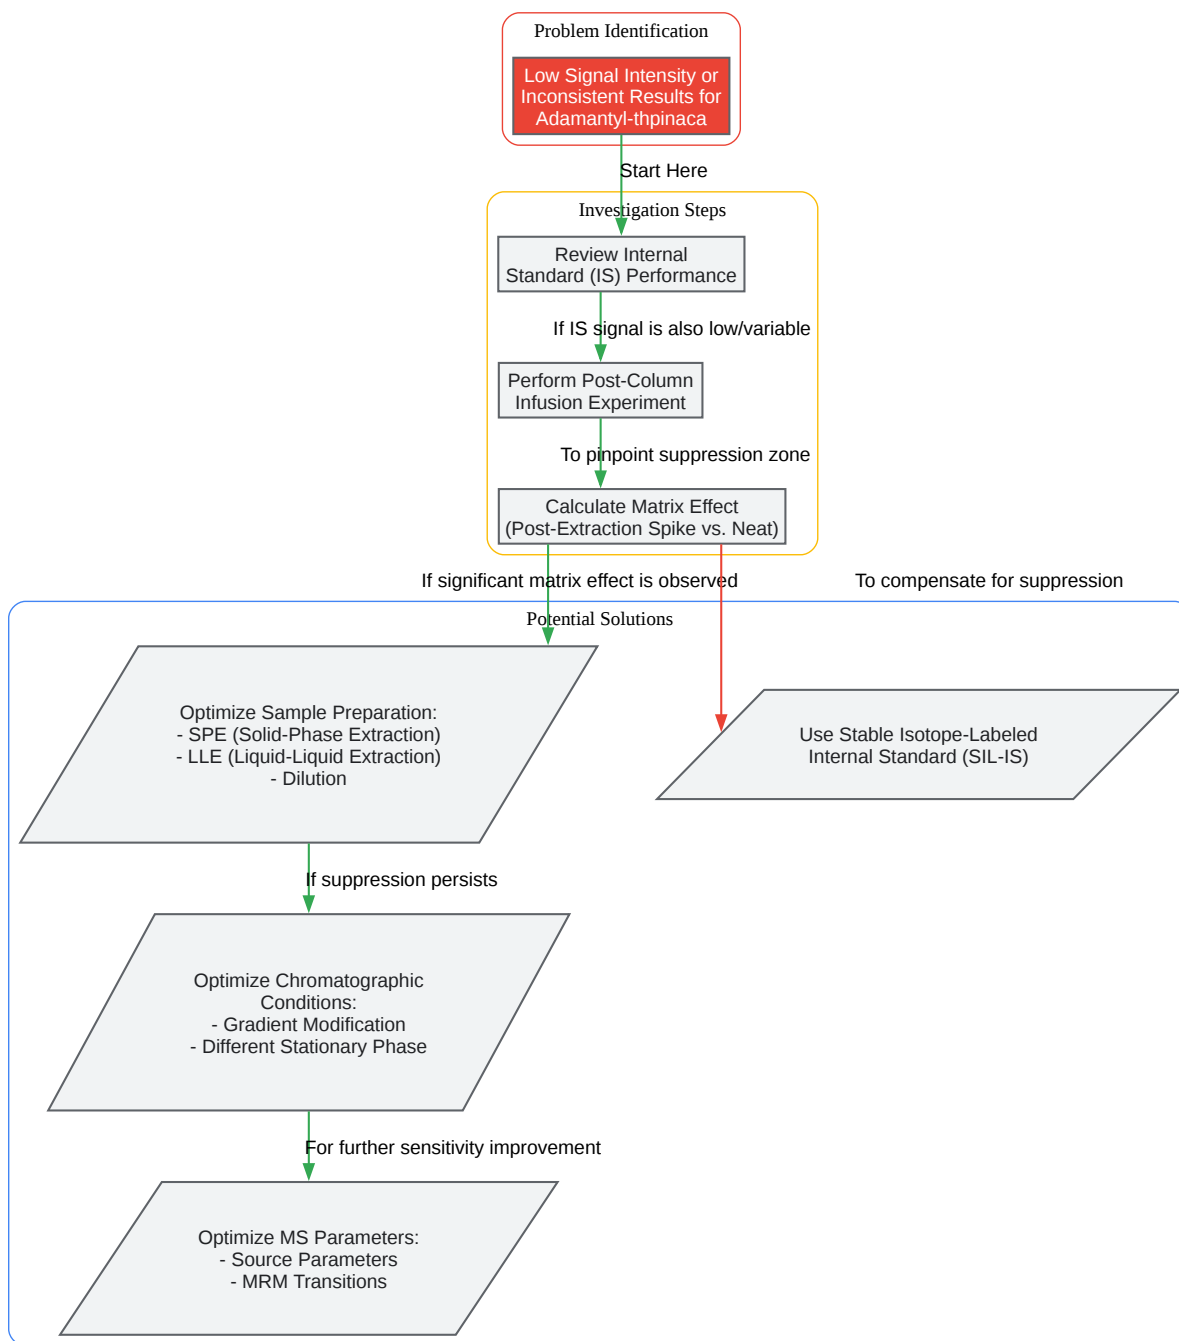 Problem Identification
Low Signal Intensity or
Inconsistent Results for
Adamantyl-thpinaca
Start Here
Investigation Steps
Review Internal
Standard (IS) Performance
If IS signal is also low/variable
Perform Post-Column
Infusion Experiment
To pinpoint suppression zone
Calculate Matrix Effect
(Post-Extraction Spike vs. Neat)
If significant matrix effect is observed
To compensate for suppression
Potential Solutions
Optimize Sample Preparation:
- SPE (Solid-Phase Extraction)
- LLE (Liquid-Liquid Extraction)
- Dilution
Use Stable Isotope-Labeled
Internal Standard (SIL-IS)
If suppression persists
Optimize Chromatographic
Conditions:
- Gradient Modification
- Different Stationary Phase
For further sensitivity improvement
Optimize MS Parameters:
- Source Parameters
- MRM Transitions